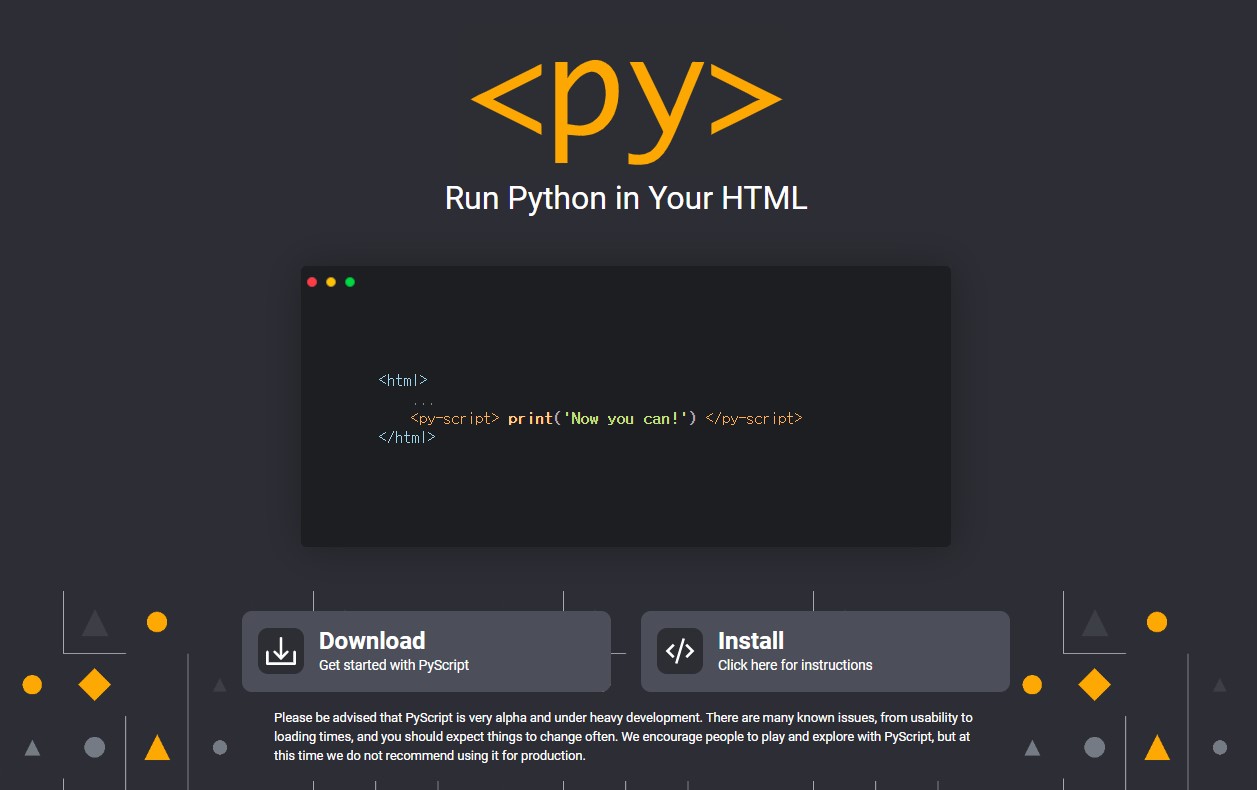 <py>
Run Python in Your HTML
<html>
...
<py-script> print('Now you can!') </py-script>
</html>
Download
Get started with PyScript
</>
Install
Click here for instructions
Please be advised that PyScript is very alpha and under heavy development. There are many known issues, from usability to
loading times, and you should expect things to change often. We encourage people to play and explore with PyScript, but at
this time we do not recommend using it for production.